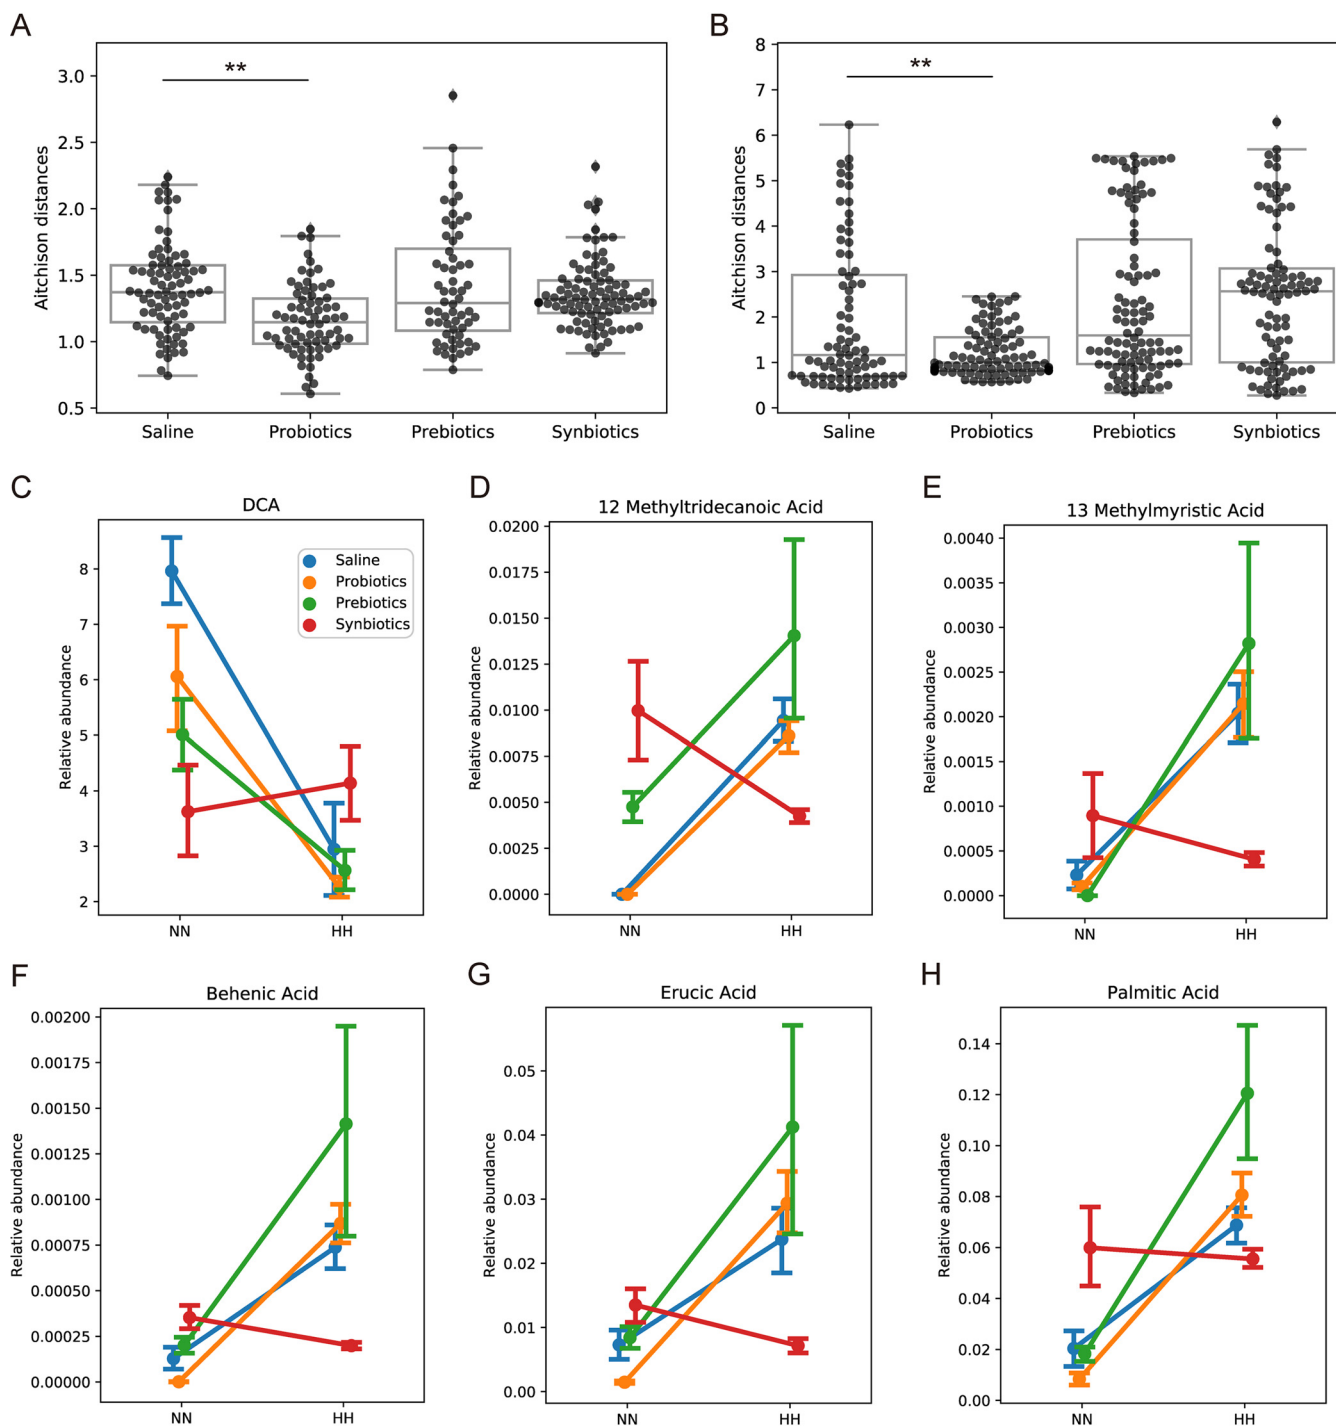 A
B
**
3.0
2.5
2.0
1.5
1.0
0.5
Aitchison distances
Saline Probiotics Prebiotics Synbiotics
**
8
7
6
5
4
3
2
1
0
Aitchison distances
Saline Probiotics Prebiotics Synbiotics
C
DCA
8
7
6
5
4
3
2
Relative abundance
Saline
Probiotics
Prebiotics
Synbiotics
NN HH
D
12 Methyltridecanoic Acid
0.0200
0.0175
0.0150
0.0125
0.0100
0.0075
0.0050
0.0025
0.0000
Relative abundance
NN HH
E
13 Methylmyristic Acid
0.0040
0.0035
0.0030
0.0025
0.0020
0.0015
0.0010
0.0005
0.0000
Relative abundance
NN HH
F
Behenic Acid
0.00200
0.00175
0.00150
0.00125
0.00100
0.00075
0.00050
0.00025
0.00000
Relative abundance
NN HH
G
Erucic Acid
0.05
0.04
0.03
0.02
0.01
0.00
Relative abundance
NN HH
H
Palmitic Acid
0.14
0.12
0.10
0.08
0.06
0.04
0.02
0.00
Relative abundance
NN HH